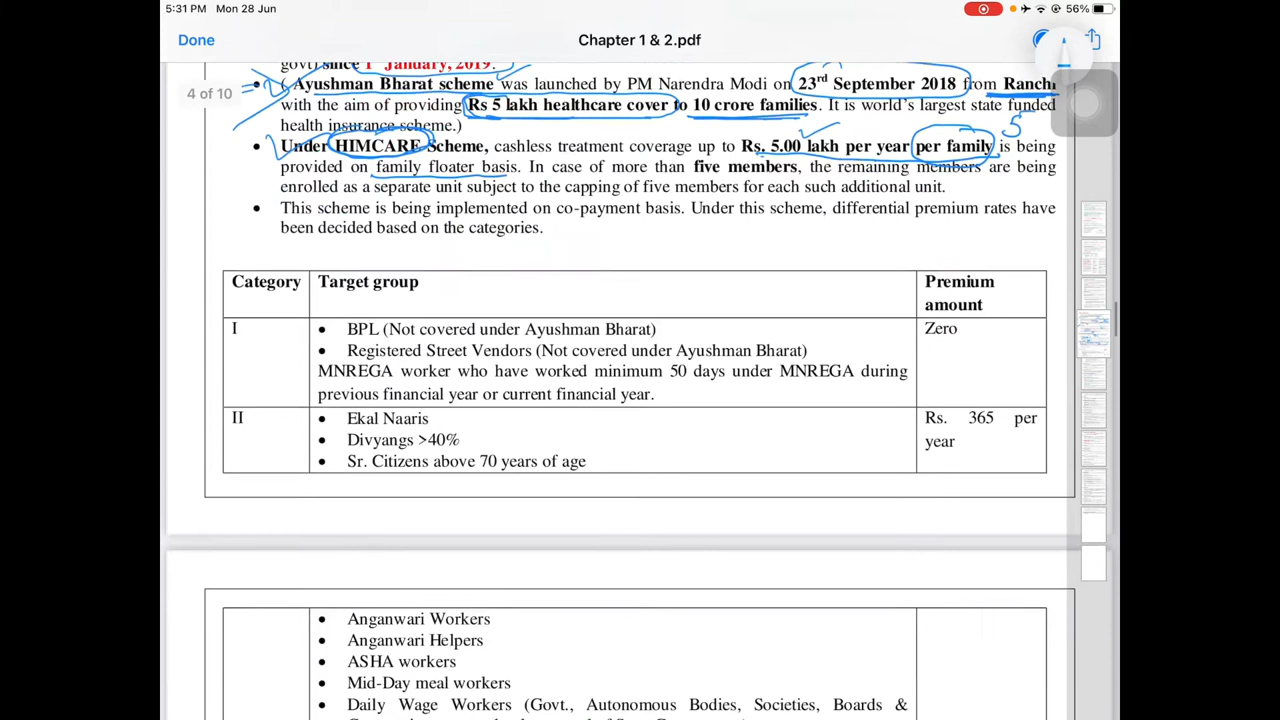 5:31 PM Mon 28 Jun
56%
Done
Chapter 1 & 2.pdf
govt) since 1st January, 2019.
4 of 10
• ( Ayushman Bharat scheme was launched by PM Narendra Modi on 23rd September 2018 from Ranch
with the aim of providing Rs 5 lakh healthcare cover to 10 crore families. It is world's largest state funded
health insurance scheme.)
5
• Under HIMCARE Scheme, cashless treatment coverage up to Rs. 5.00 lakh per year per family is being
provided on family floater basis. In case of more than five members, the remaining members are being
enrolled as a separate unit subject to the capping of five members for each such additional unit.
• This scheme is being implemented on co-payment basis. Under this scheme, differential premium rates have
been decided based on the categories.
Category Target group Premium
amount
I • BPL (Not covered under Ayushman Bharat) Zero
• Registered Street Vendors (Not covered under Ayushman Bharat)
MNREGA worker who have worked minimum 50 days under MNREGA during
previous financial year or current financial year.
II • Ekal Naaris Rs. 365 per
• Divyangs >40% year
• Sr. Citizens above 70 years of age
• Anganwari Workers
• Anganwari Helpers
• ASHA workers
• Mid-Day meal workers
• Daily Wage Workers (Govt., Autonomous Bodies, Societies, Boards &